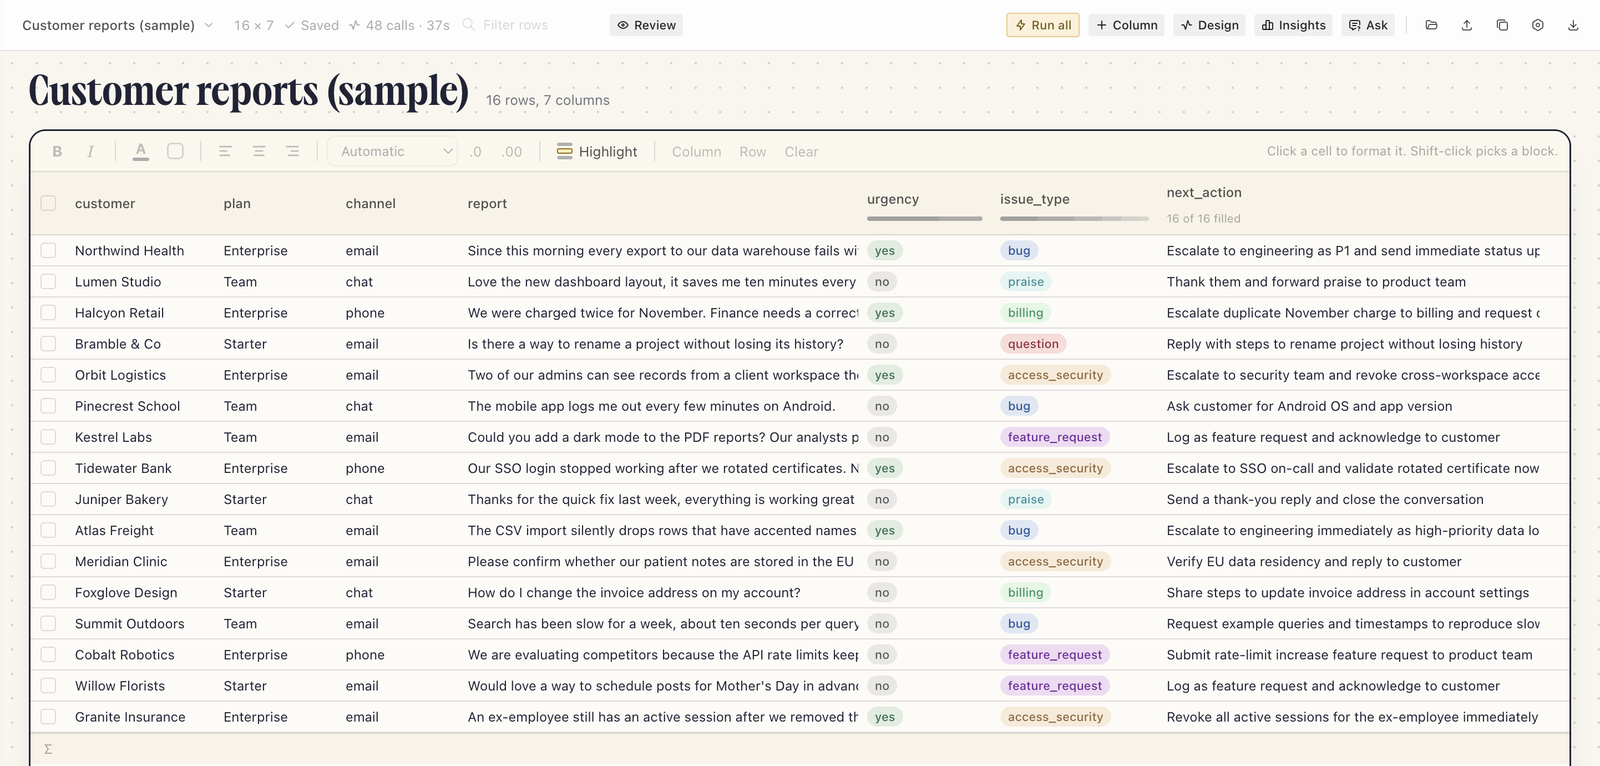 Customer reports (sample) 16 × 7 Saved 48 calls · 37s Filter rows Review Run all Column Design Insights Ask
Customer reports (sample) 16 rows, 7 columns
B I A Automatic .0 .00 Highlight Column Row Clear Click a cell to format it. Shift-click picks a block.
customer plan channel report urgency issue_type next_action
16 of 16 filled
Northwind Health Enterprise email Since this morning every export to our data warehouse fails yes bug Escalate to engineering as P1 and send immediate status
Lumen Studio Team chat Love the new dashboard layout, it saves me ten minutes every no praise Thank them and forward praise to product team
Halcyon Retail Enterprise phone We were charged twice for November. Finance needs a yes billing Escalate duplicate November charge to billing and request
Bramble & Co Starter email Is there a way to rename a project without losing its history? no question Reply with steps to rename project without losing history
Orbit Logistics Enterprise email Two of our admins can see records from a client workspace yes access_security Escalate to security team and revoke cross-workspace
Pinecrest School Team chat The mobile app logs me out every few minutes on Android. no bug Ask customer for Android OS and app version
Kestrel Labs Team email Could you add a dark mode to the PDF reports? Our analysts no feature_request Log as feature request and acknowledge to customer
Tidewater Bank Enterprise phone Our SSO login stopped working after we rotated certificates. yes access_security Escalate to SSO on-call and validate rotated certificate now
Juniper Bakery Starter chat Thanks for the quick fix last week, everything is working great no praise Send a thank-you reply and close the conversation
Atlas Freight Team email The CSV import silently drops rows that have accented names yes bug Escalate to engineering immediately as high-priority data
Meridian Clinic Enterprise email Please confirm whether our patient notes are stored in the EU no access_security Verify EU data residency and reply to customer
Foxglove Design Starter chat How do I change the invoice address on my account? no billing Share steps to update invoice address in account settings
Summit Outdoors Team email Search has been slow for a week, about ten seconds per query no bug Request example queries and timestamps to reproduce
Cobalt Robotics Enterprise phone We are evaluating competitors because the API rate limits no feature_request Submit rate-limit increase feature request to product team
Willow Florists Starter email Would love a way to schedule posts for Mother's Day in no feature_request Log as feature request and acknowledge to customer
Granite Insurance Enterprise email An ex-employee still has an active session after we removed yes access_security Revoke all active sessions for the ex-employee immediately
Σ